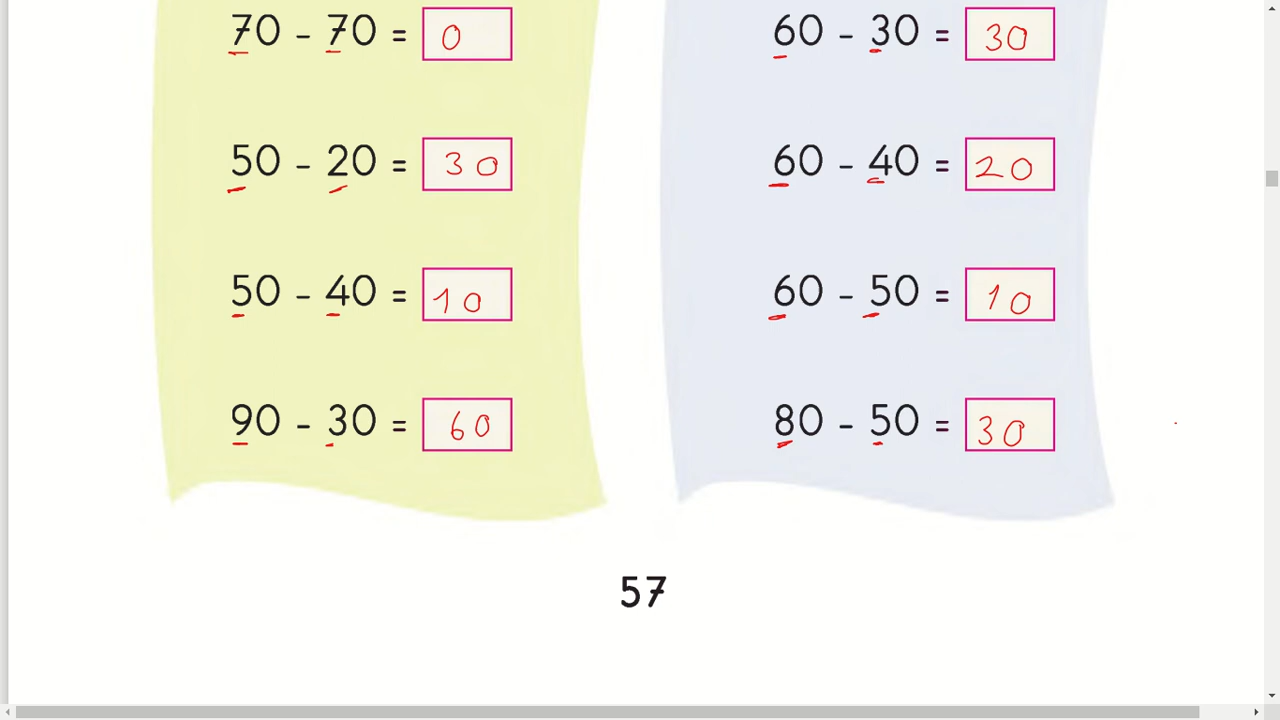 70 - 70 = 0
50 - 20 = 30
50 - 40 = 10
90 - 30 = 60
60 - 30 = 30
60 - 40 = 20
60 - 50 = 10
80 - 50 = 30
57